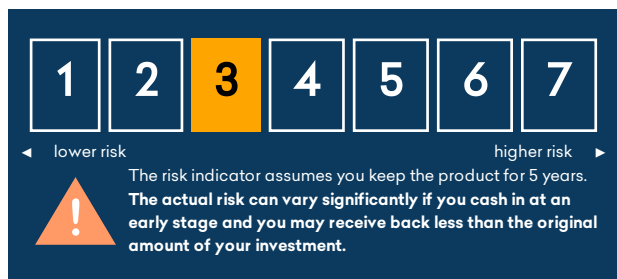 1 2 3 4 5 6 7
◄ lower risk higher risk ►
The risk indicator assumes you keep the product for 5 years.
The actual risk can vary significantly if you cash in at an
early stage and you may receive back less than the original
amount of your investment.
!